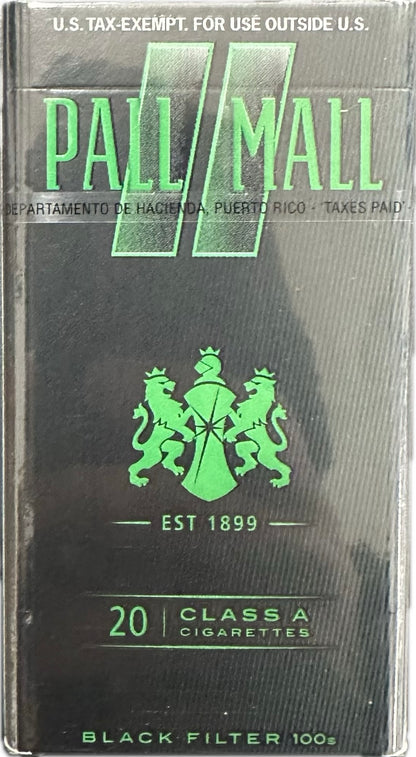 U.S. TAX-EXEMPT. FOR USE OUTSIDE U.S.
PALL MALL
DEPARTAMENTO DE HACIENDA, PUERTO RICO - 'TAXES PAID' -
EST 1899
20 CLASS A
CIGARETTES
BLACK FILTER 100s